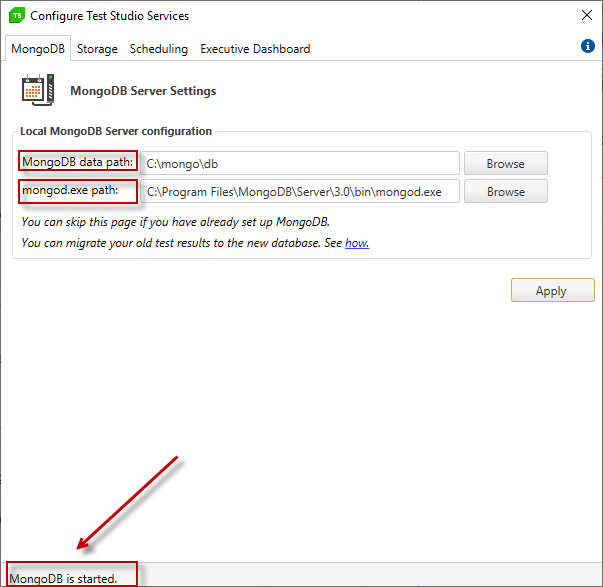 TS Configure Test Studio Services
MongoDB Storage Scheduling Executive Dashboard i
MongoDB Server Settings
Local MongoDB Server configuration
MongoDB data path: C:\mongo\db Browse
mongod.exe path: C:\Program Files\MongoDB\Server\3.0\bin\mongod.exe Browse
You can skip this page if you have already set up MongoDB.
You can migrate your old test results to the new database. See how.
Apply
MongoDB is started.